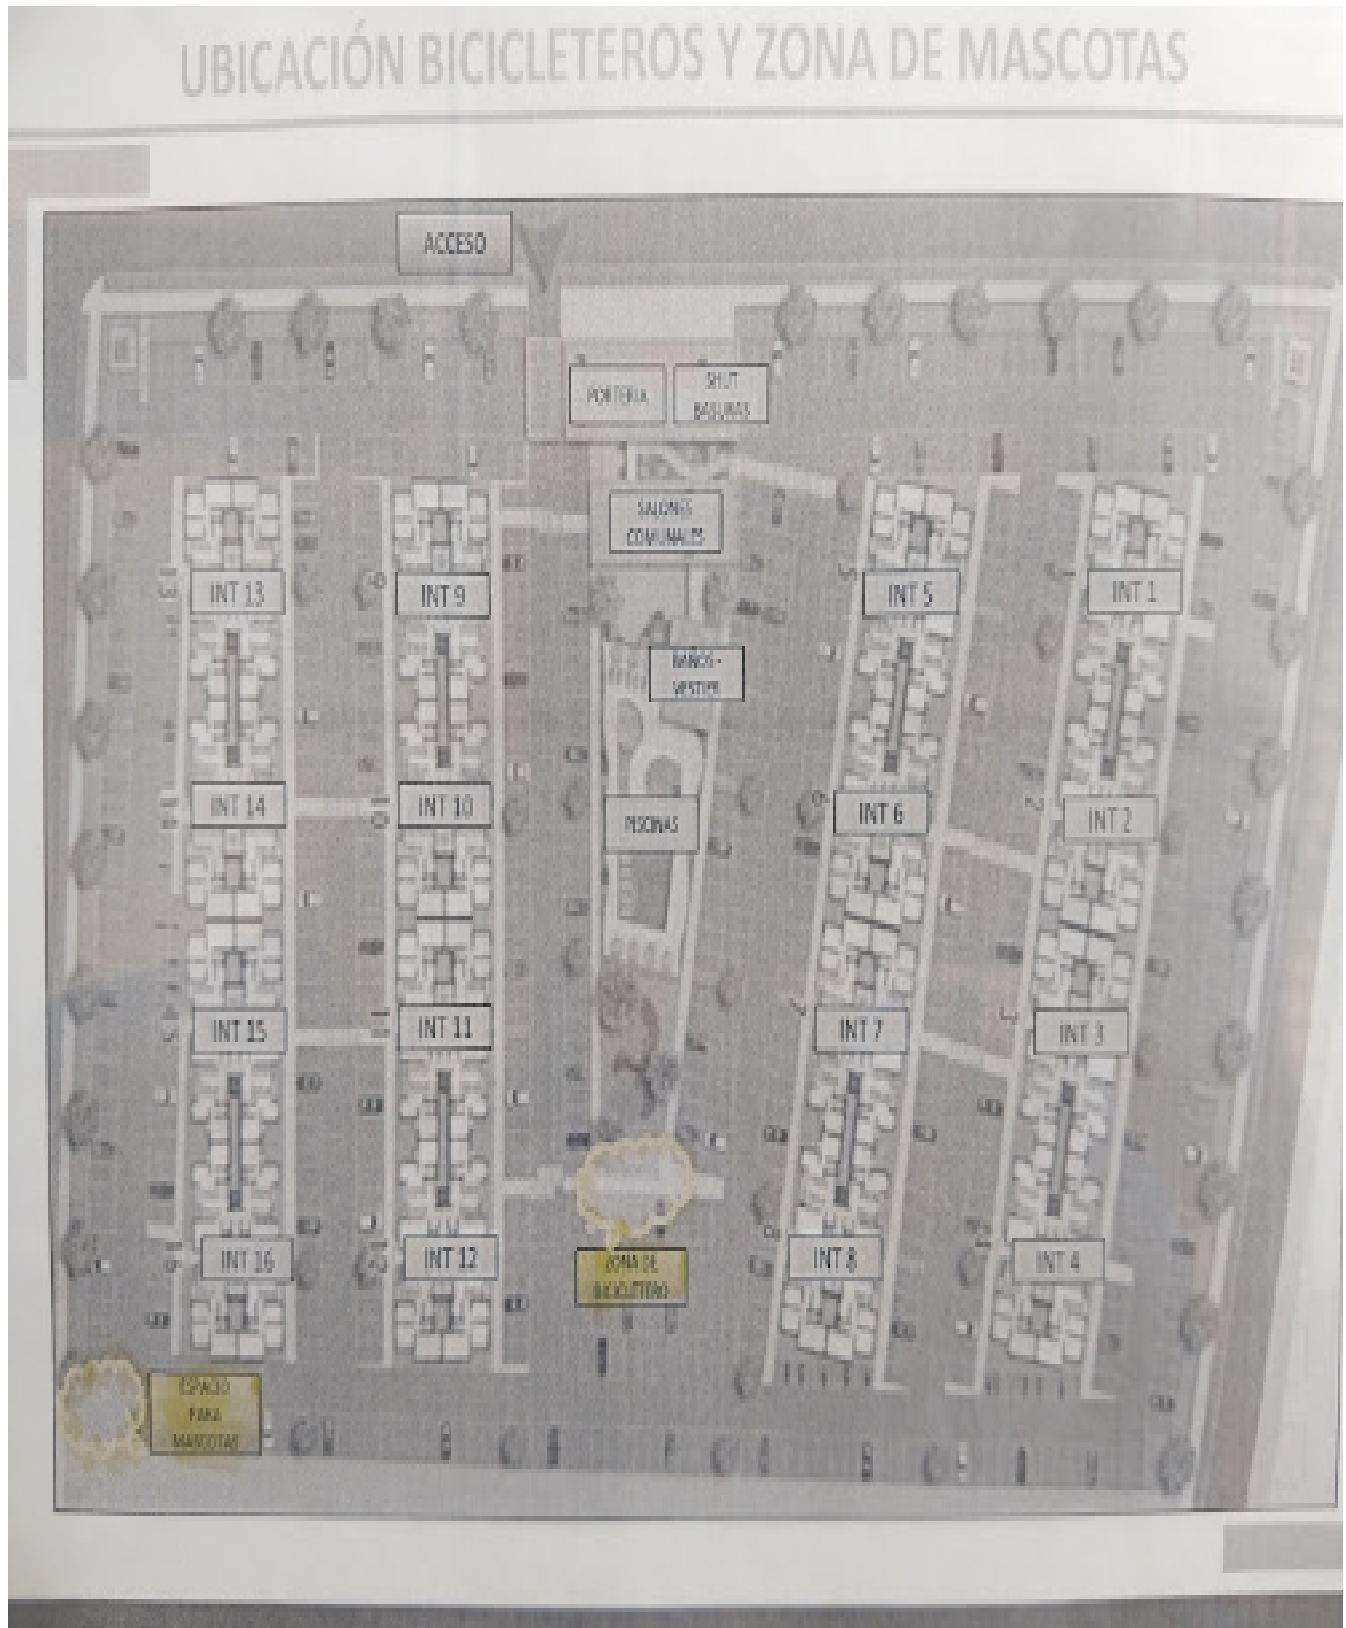 UBICACIÓN BICICLETEROS Y ZONA DE MASCOTAS
ACCESO
PORTERIA
SHUT
BASURAS
SALONES
COMUNALES
INT 13
INT 9
INT 5
INT 1
BAÑOS -
VESTIER
INT 14
INT 10
PISCINAS
INT 6
INT 2
INT 15
INT 11
INT 7
INT 3
INT 16
INT 12
ZONA DE
BICICLETERO
INT 8
INT 4
ESPACIO
PARA
MASCOTAS